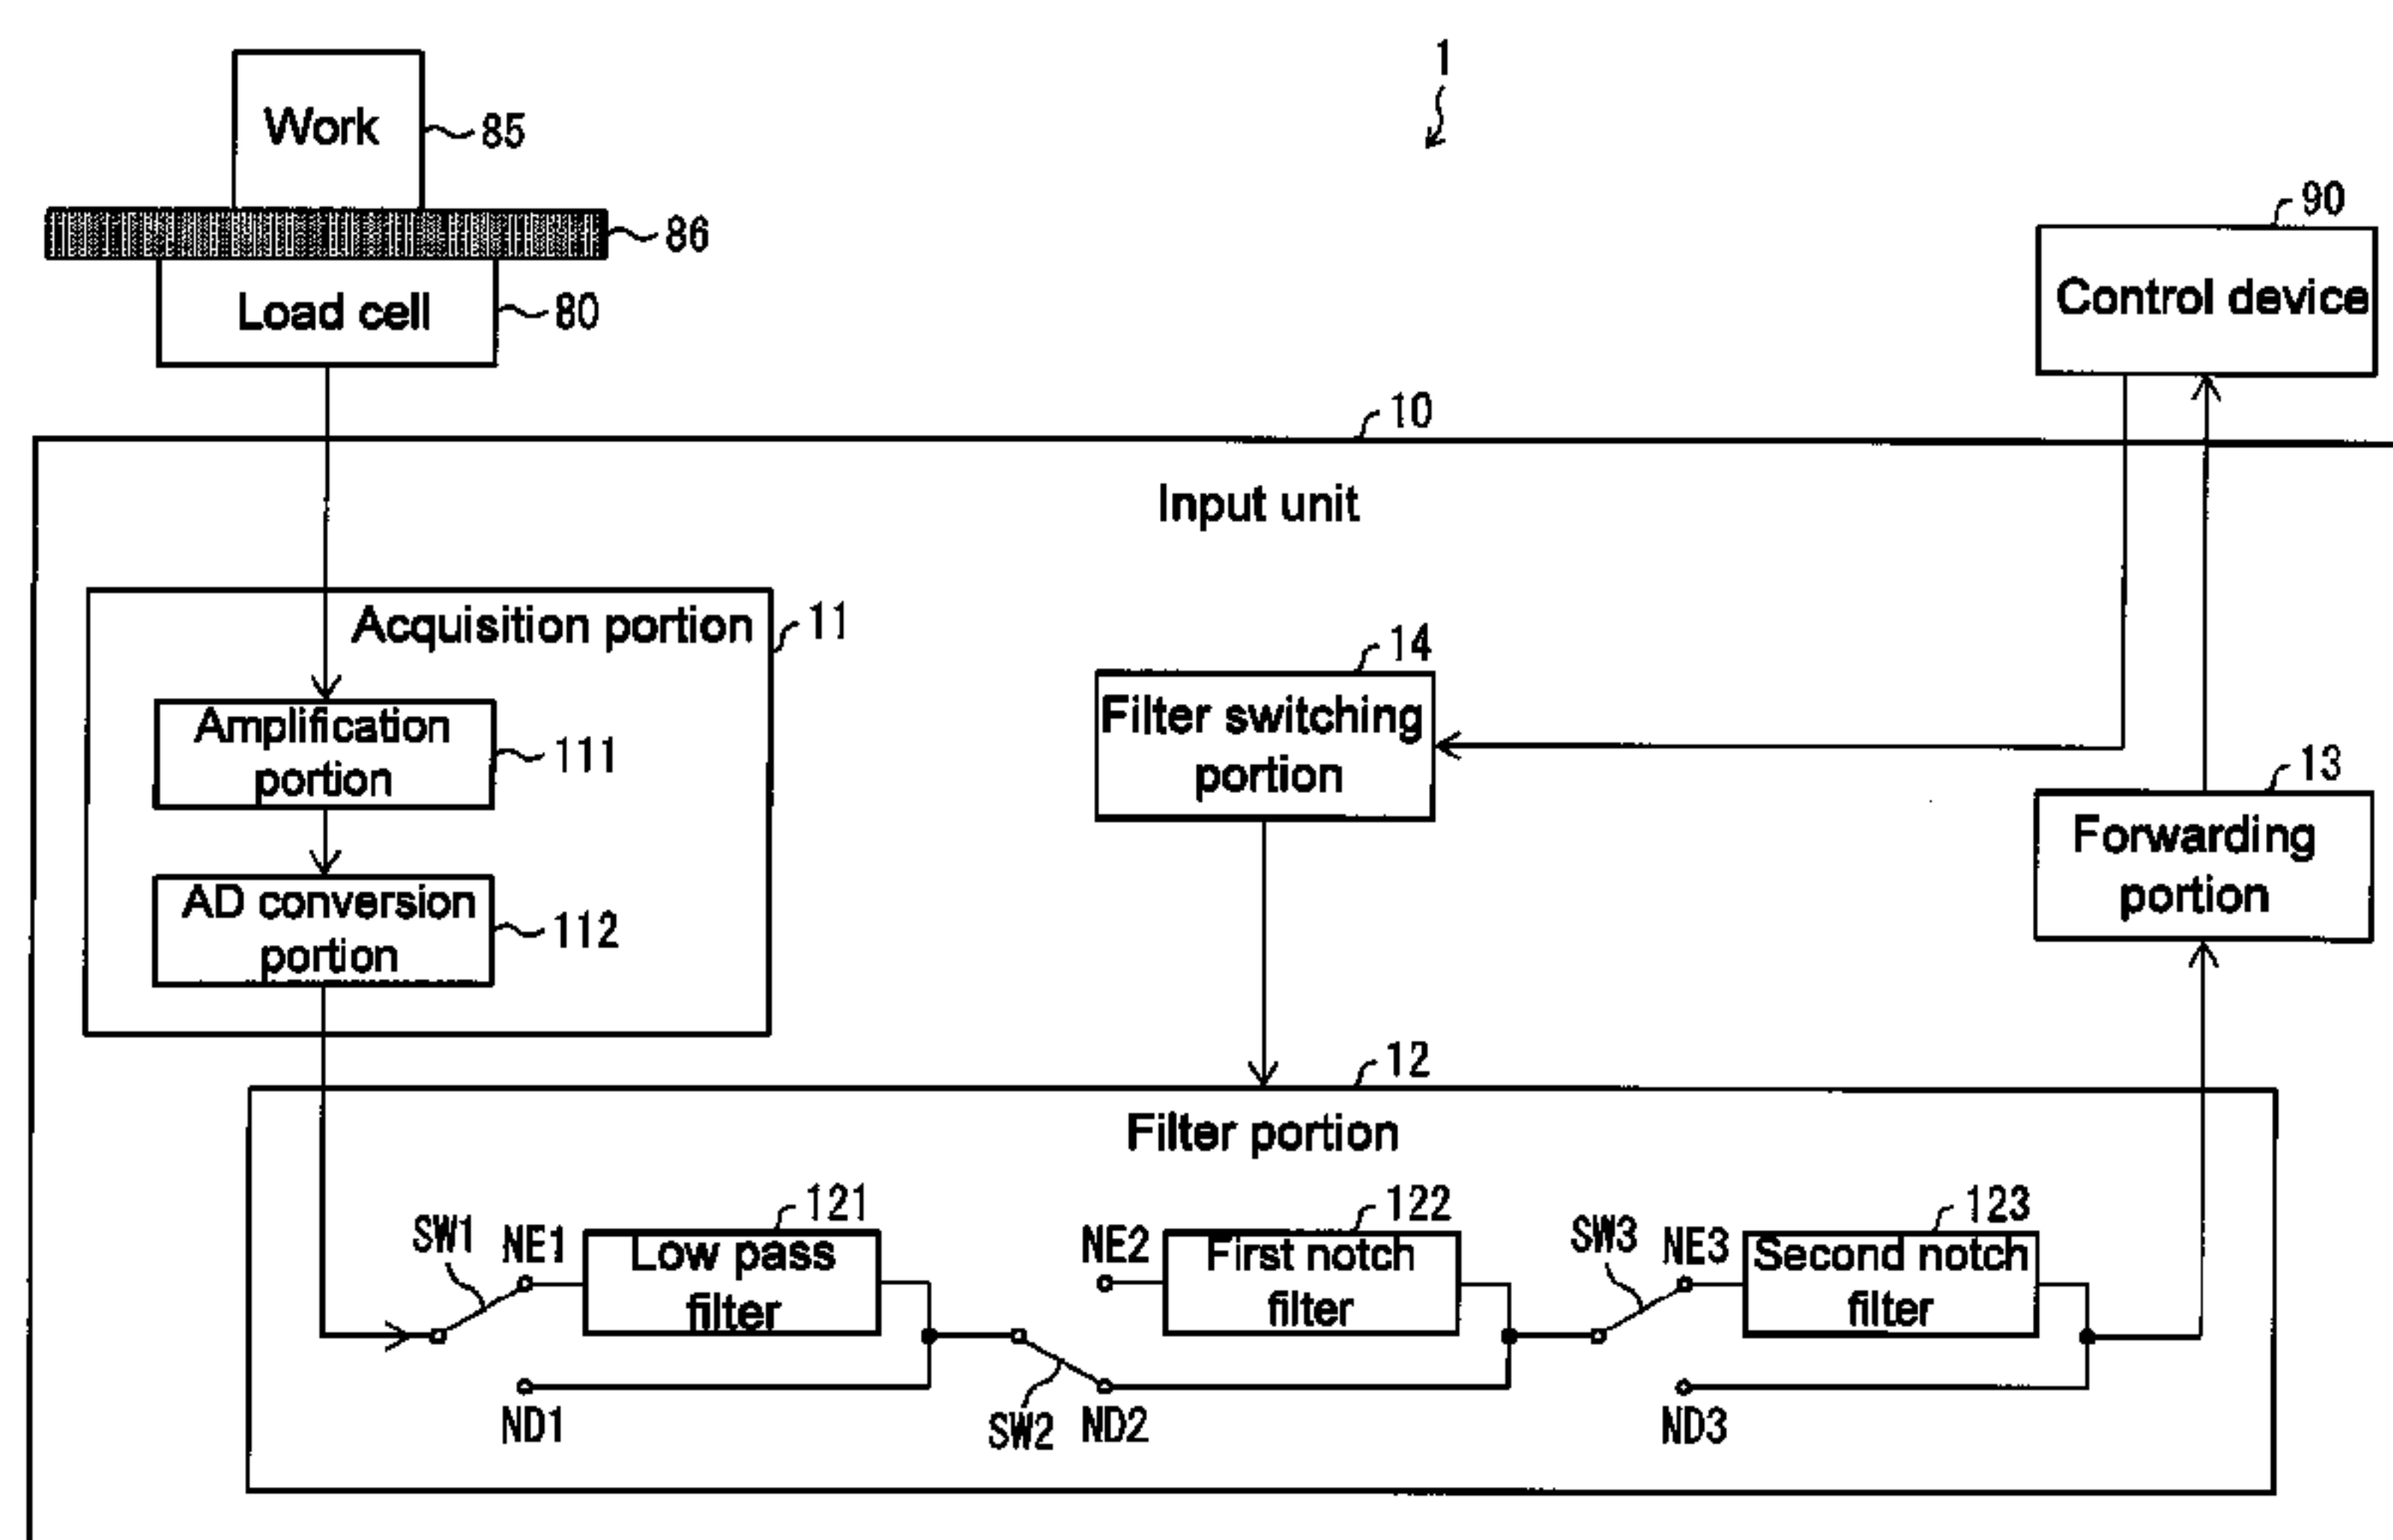 1
Work
85
86
Load cell
80
90
Control device
10
Input unit
Acquisition portion
11
Amplification
portion
111
AD conversion
portion
112
14
Filter switching
portion
13
Forwarding
portion
12
Filter portion
SW1
NE1
121
Low pass
filter
ND1
SW2
NE2
122
First notch
filter
ND2
SW3
NE3
123
Second notch
filter
ND3